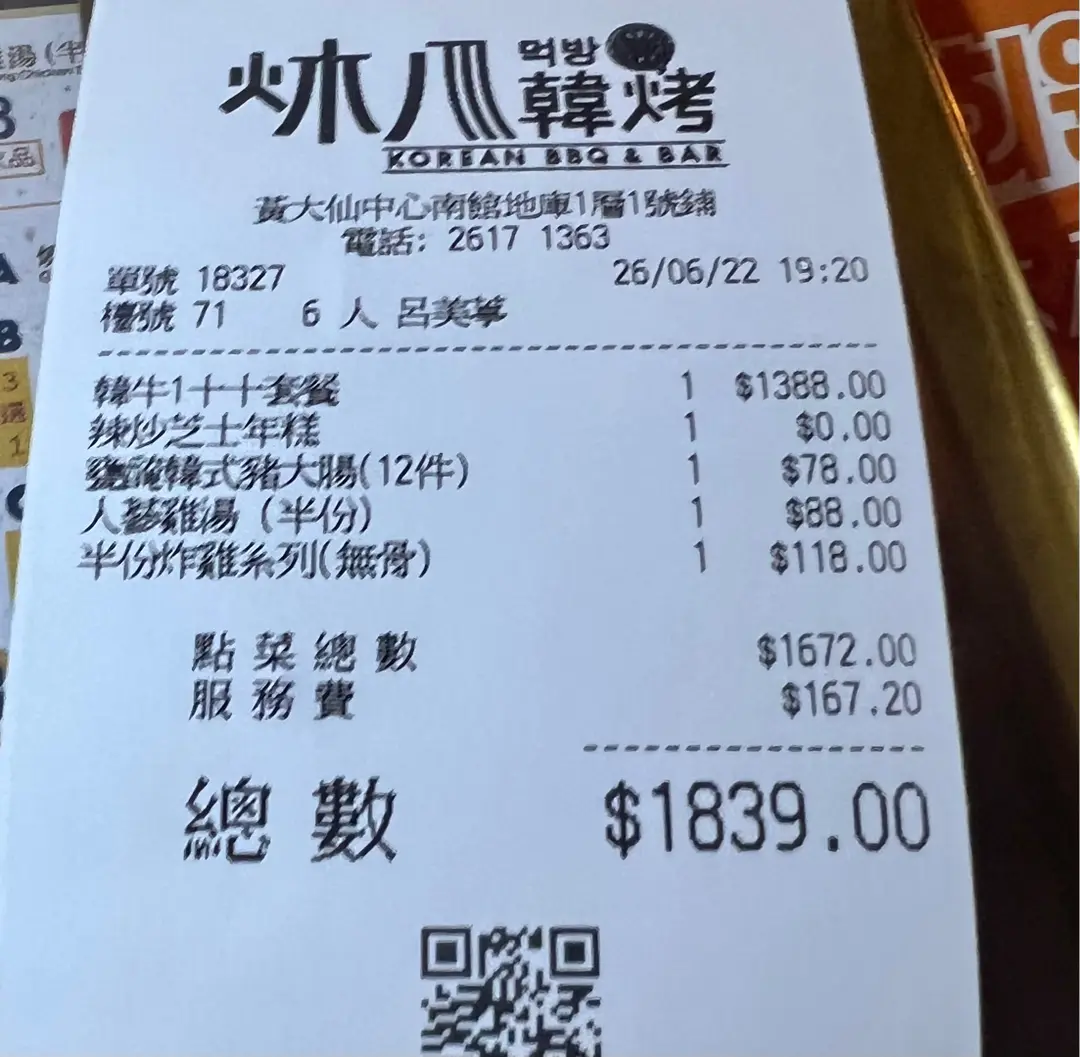 炑八 먹방 韓烤
KOREAN BBQ & BAR
黃大仙中心南館地庫1層1號鋪
電話: 2617 1363
單號 18327 26/06/22 19:20
檯號 71 6 人 呂美
韓牛1十十套餐 1 $1388.00
辣炒芝士年糕 1 $0.00
鹽韓式豬大腸(12件) 1 $78.00
人蔘雞湯 (半份) 1 $88.00
半份炸雞系列(無骨) 1 $118.00
點菜總數 $1672.00
服務費 $167.20
總數 $1839.00
湯 (半